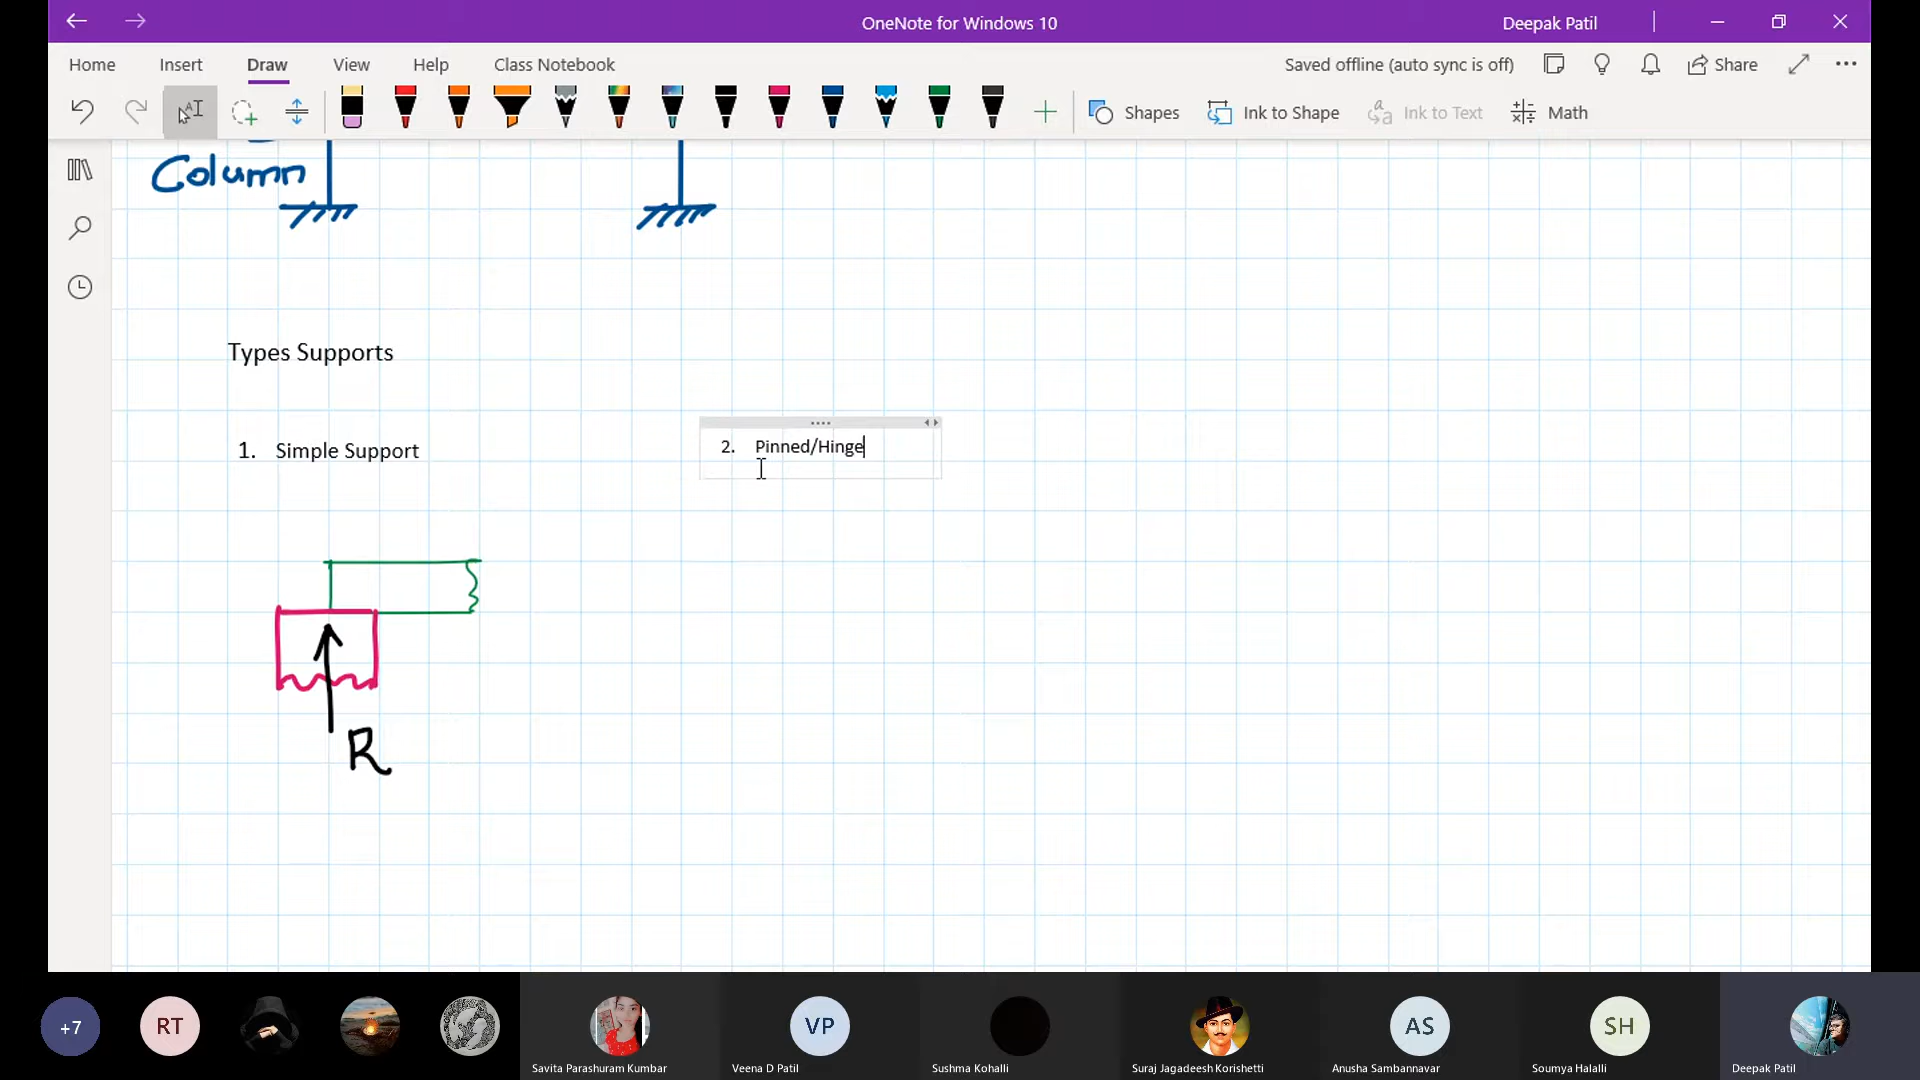 OneNote for Windows 10
Deepak Patil
Home Insert Draw View Help Class Notebook
Saved offline (auto sync is off)
Share
Shapes
Ink to Shape
Ink to Text
Math
Column
Types Supports
1. Simple Support
2. Pinned/Hinge
R
+7
RT
VP
AS
SH
Savita Parashuram Kumbar
Veena D Patil
Sushma Kohalli
Suraj Jagadeesh Korishetti
Anusha Sambannavar
Soumya Halalli
Deepak Patil